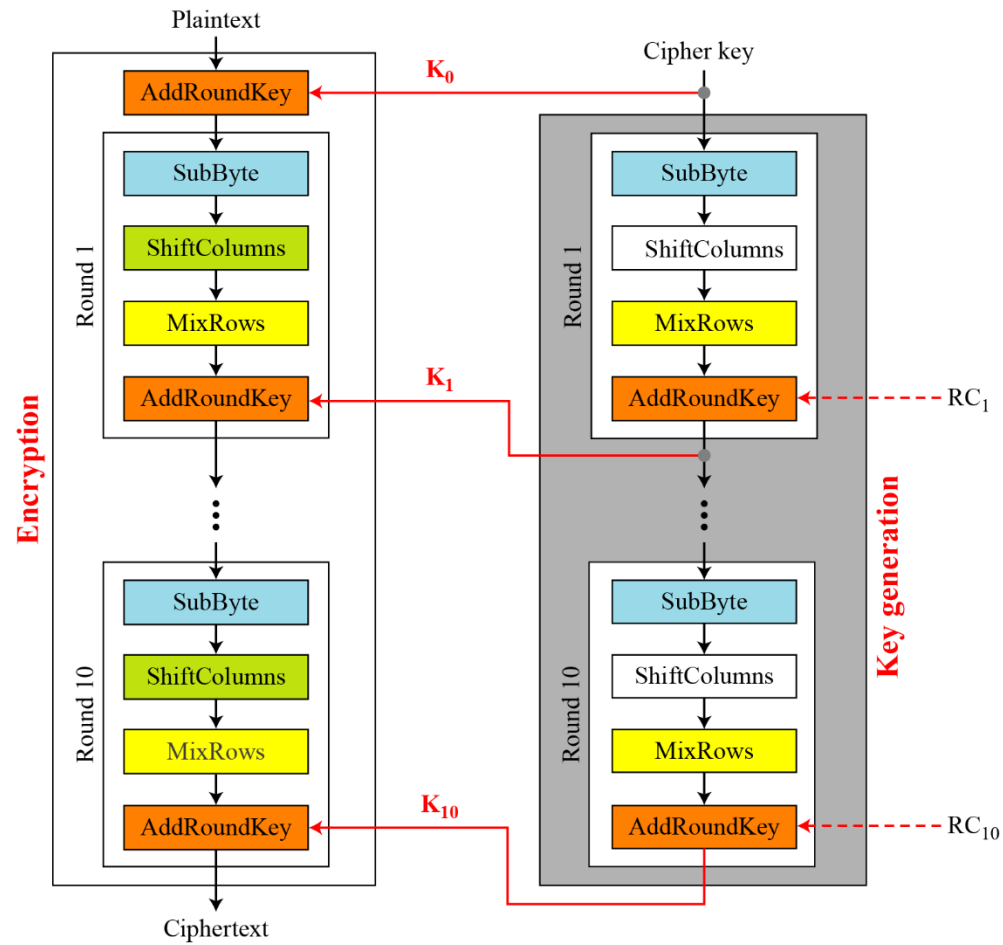 Plaintext
Cipher key
K0
AddRoundKey
SubByte
SubByte
Round 1
ShiftColumns
Round 1
ShiftColumns
MixRows
MixRows
K1
AddRoundKey
AddRoundKey
RC1
Encryption
Key generation
SubByte
SubByte
Round 10
ShiftColumns
Round 10
ShiftColumns
MixRows
MixRows
K10
AddRoundKey
AddRoundKey
RC10
Ciphertext